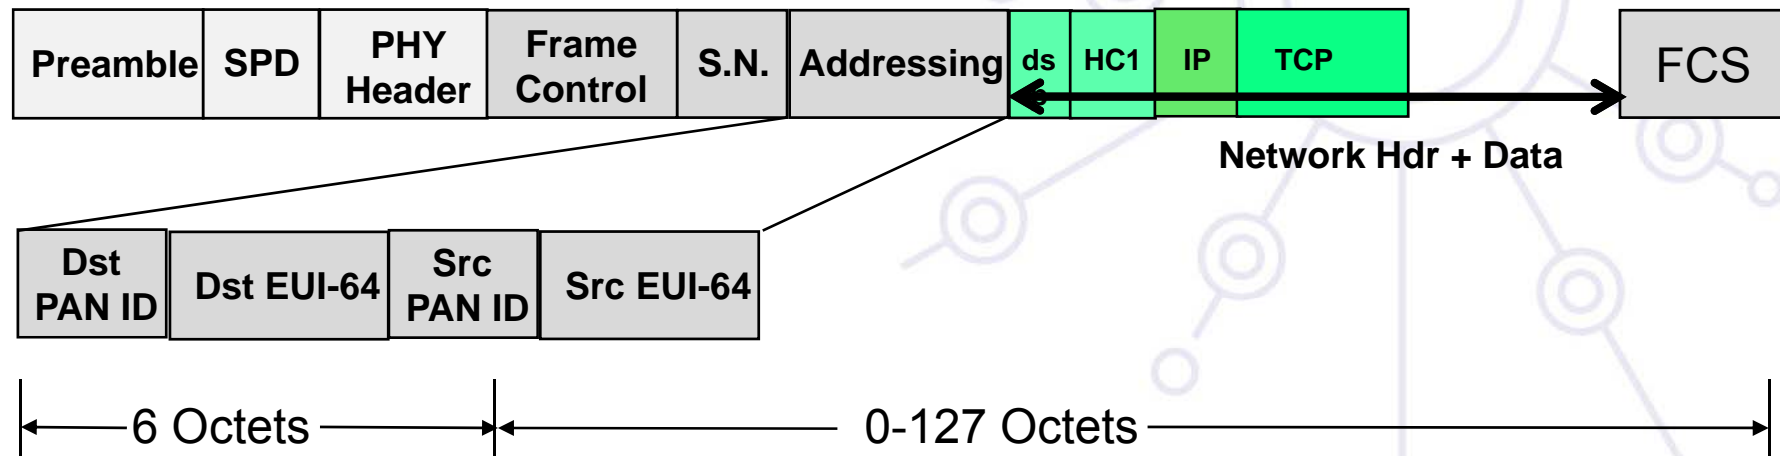 Preamble
SPD
PHY
Header
Frame
Control
S.N.
Addressing
ds
HC1
IP
TCP
FCS
Network Hdr + Data
Dst
PAN ID
Dst EUI-64
Src
PAN ID
Src EUI-64
6 Octets
0-127 Octets